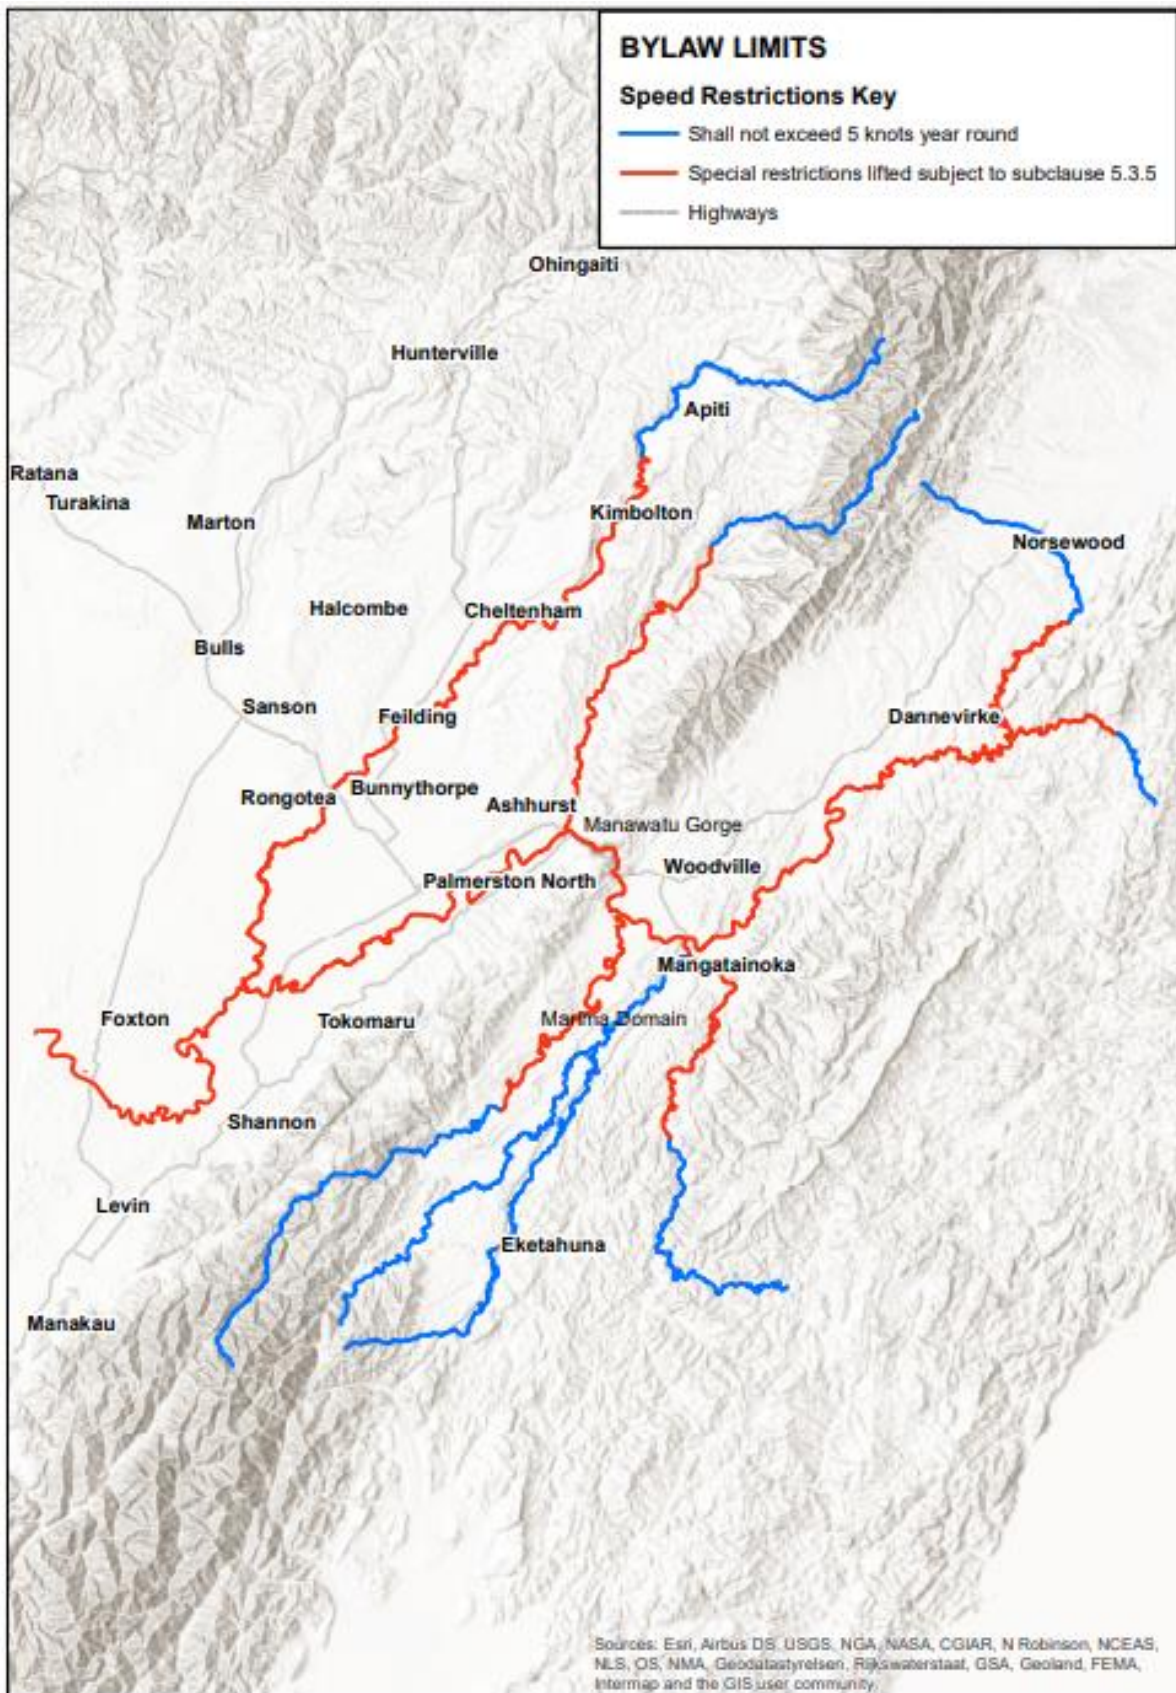 BYLAW LIMITS
Speed Restrictions Key
Shall not exceed 5 knots year round
Special restrictions lifted subject to subclause 5.3.5
Highways
Ohingaiti
Hunterville
Apiti
Ratana
Turakina
Marton
Kimbolton
Norsewood
Halcombe
Cheltenham
Bulls
Sanson
Feilding
Dannevirke
Rongotea
Bunnythorpe
Ashhurst
Manawatu Gorge
Woodville
Palmerston North
Mangatainoka
Foxton
Tokomaru
Marima Domain
Shannon
Levin
Eketahuna
Manakau
Sources: Esri, Airbus DS, USGS, NGA, NASA, CGIAR, N Robinson, NCEAS,
NLS, OS, NMA, Geodatastyrelsen, Rijkswaterstaat, GSA, Geoland, FEMA,
Intermap and the GIS user community.